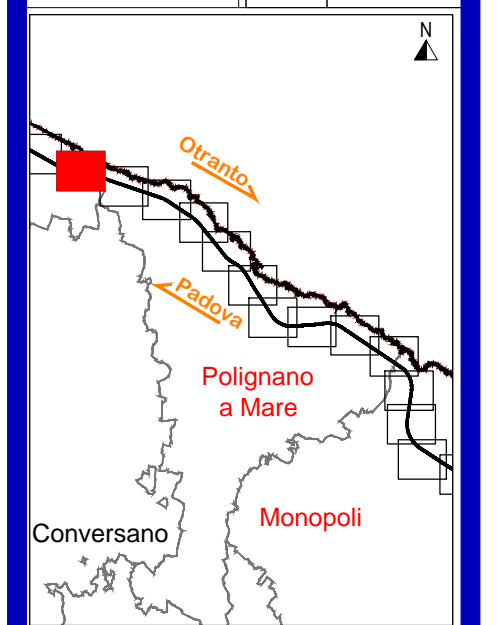 N
Otranto
Padova
Polignano
a Mare
Monopoli
Conversano